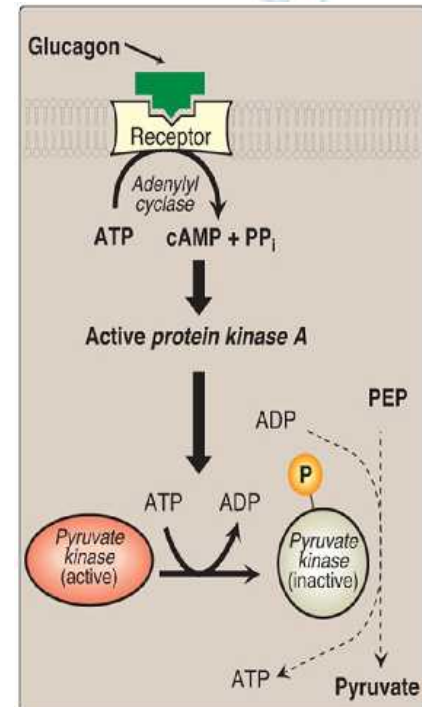 Glucagon
Receptor
Adenylyl
cyclase
ATP cAMP + PPi
Active protein kinase A
PEP
ADP
P
ATP ADP
Pyruvate
kinase
(active)
Pyruvate
kinase
(inactive)
ATP
Pyruvate